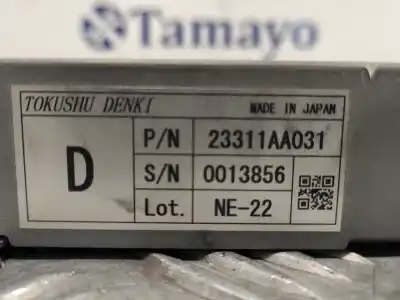 Tamayo
TOKUSHU DENKI MADE IN JAPAN
D
P/N 23311AA031
S/N 0013856
Lot. NE-22